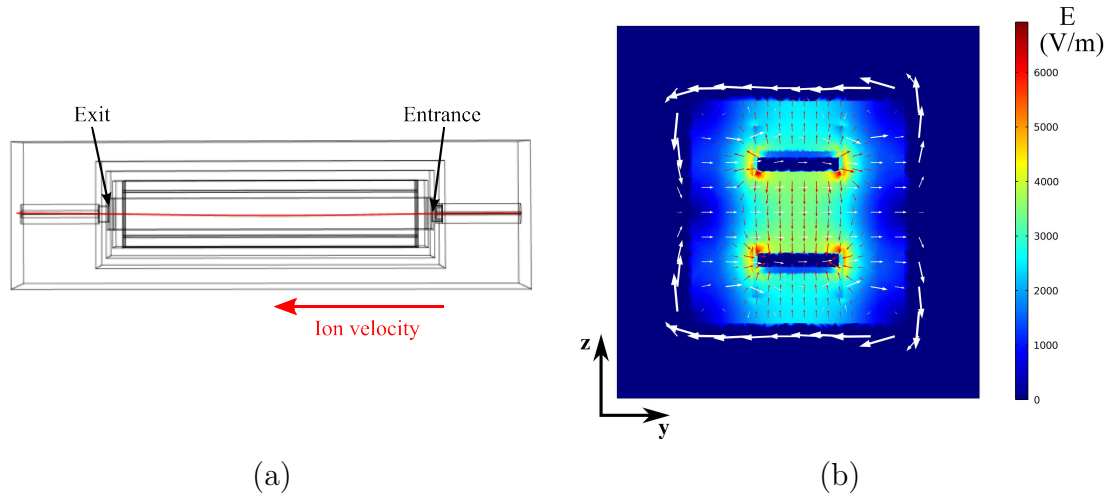 Exit
Entrance
Ion velocity
(a)
E
(V/m)
6000
5000
4000
3000
2000
1000
0
z
y
(b)